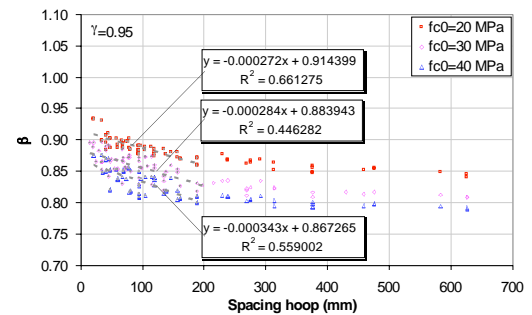 γ=0.95
fc0=20 MPa
fc0=30 MPa
fc0=40 MPa
y = -0.000272x + 0.914399
R² = 0.661275
y = -0.000284x + 0.883943
R² = 0.446282
y = -0.000343x + 0.867265
R² = 0.559002
β
1.10
1.05
1.00
0.95
0.90
0.85
0.80
0.70
0 100 200 300 400 500 600 700
Spacing hoop (mm)